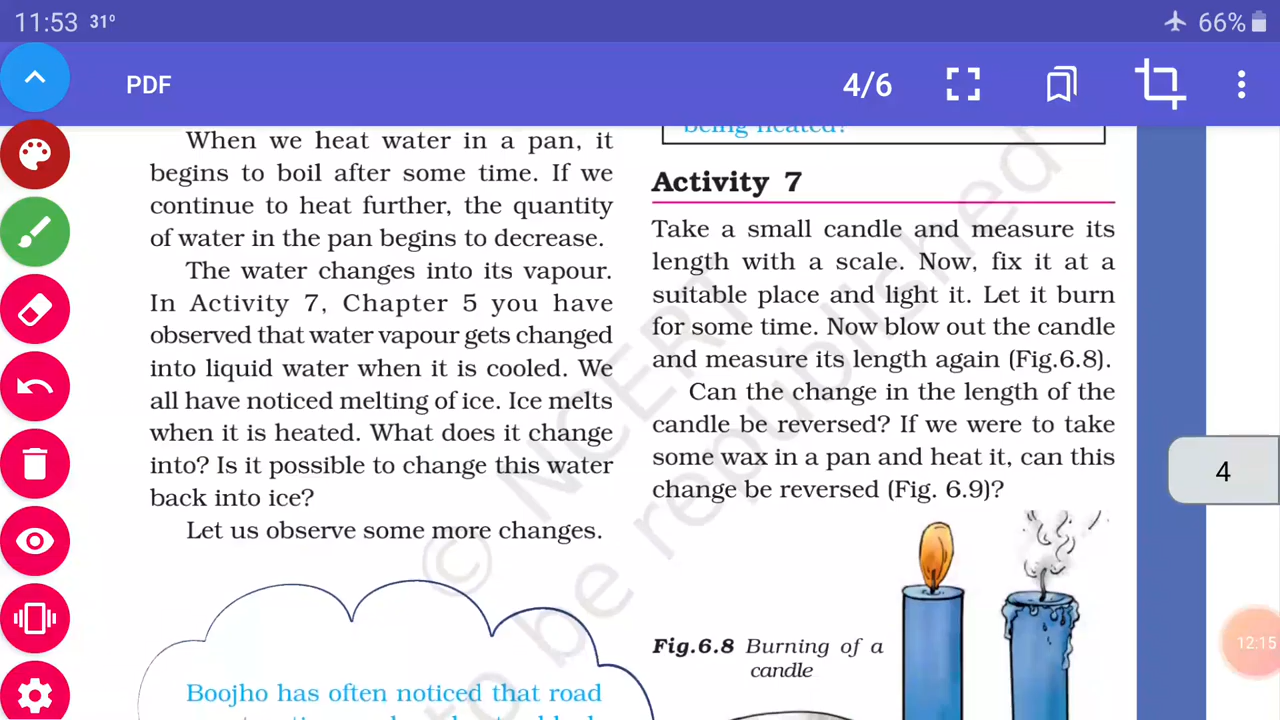 11:53 31° 66%
PDF 4/6
When we heat water in a pan, it
begins to boil after some time. If we
continue to heat further, the quantity
of water in the pan begins to decrease.
The water changes into its vapour.
In Activity 7, Chapter 5 you have
observed that water vapour gets changed
into liquid water when it is cooled. We
all have noticed melting of ice. Ice melts
when it is heated. What does it change
into? Is it possible to change this water
back into ice?
Let us observe some more changes.
Boojho has often noticed that road
being heated?
Activity 7
Take a small candle and measure its
length with a scale. Now, fix it at a
suitable place and light it. Let it burn
for some time. Now blow out the candle
and measure its length again (Fig.6.8).
Can the change in the length of the
candle be reversed? If we were to take
some wax in a pan and heat it, can this
change be reversed (Fig. 6.9)?
Fig.6.8 Burning of a
candle
4
12:15
© NCERT
to be republished